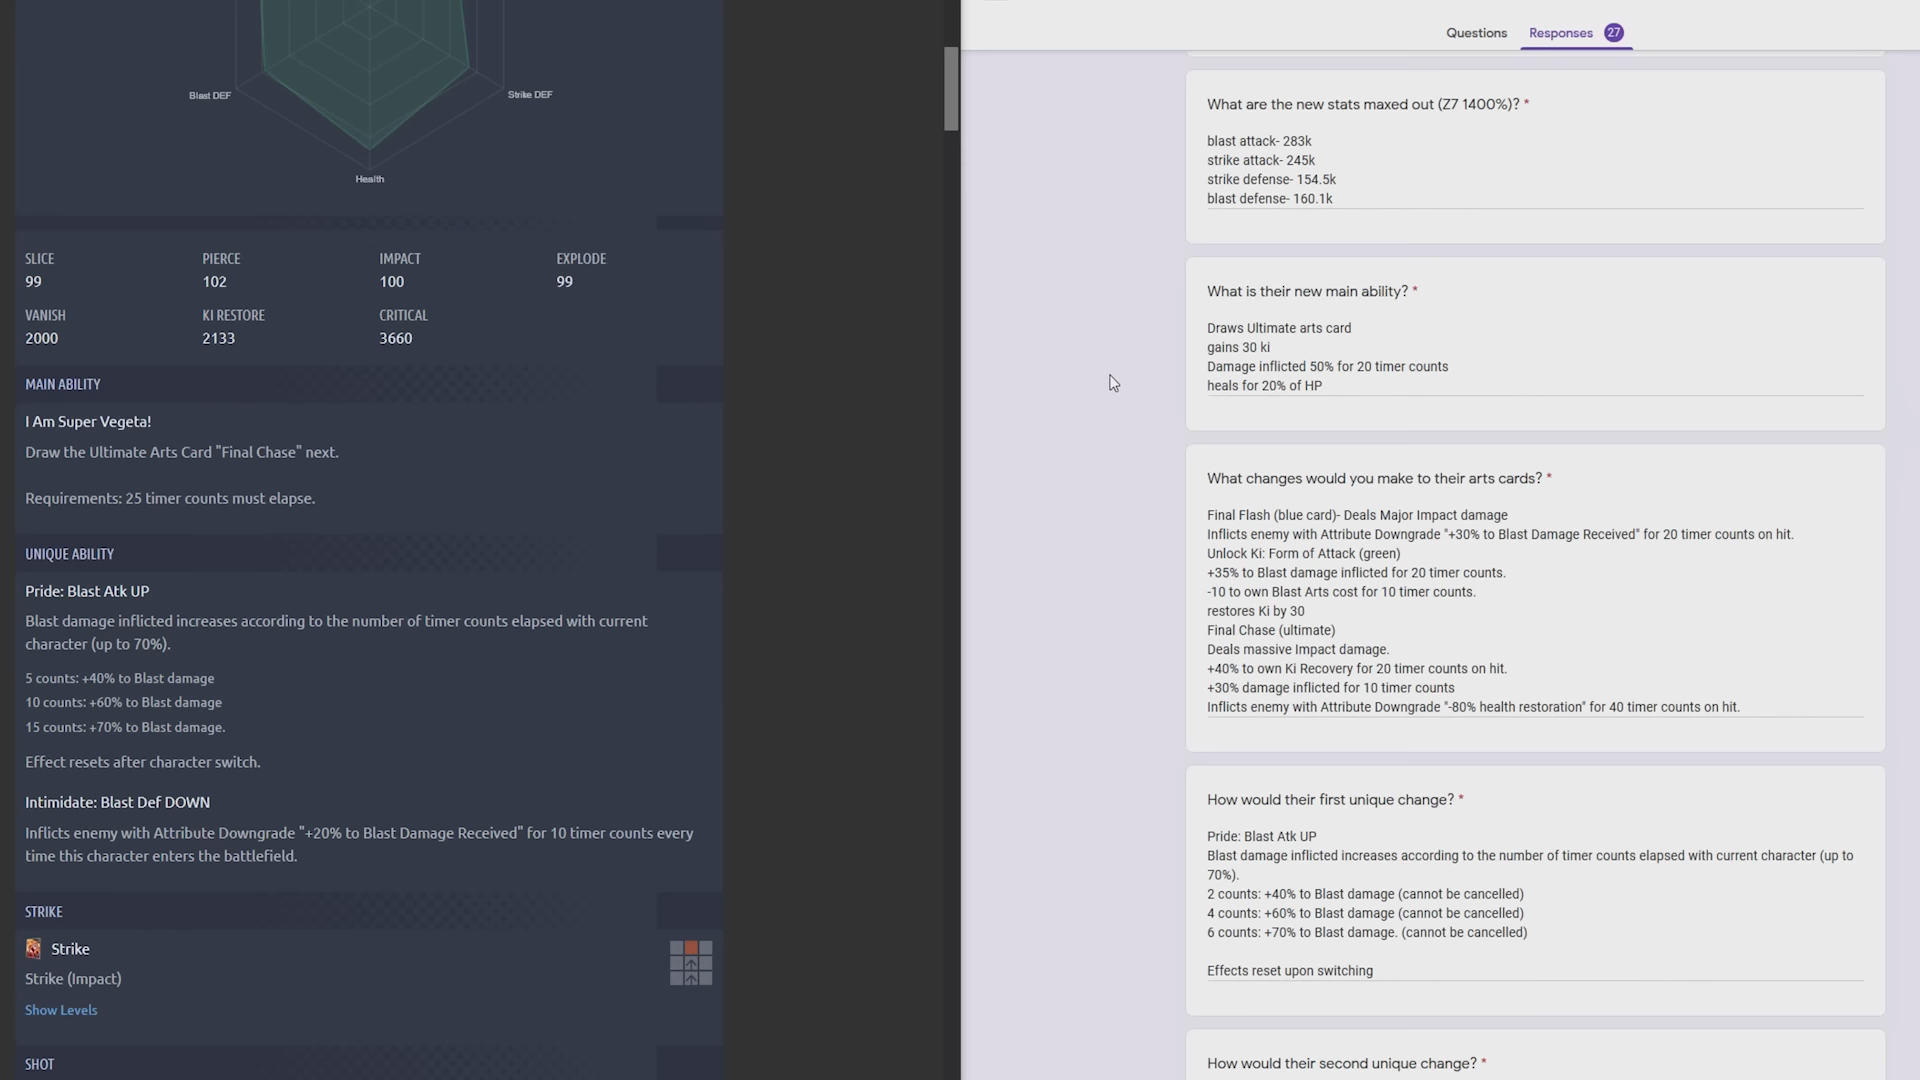 Blast DEF
Strike DEF
Health
SLICE
99
PIERCE
102
IMPACT
100
EXPLODE
99
VANISH
2000
KI RESTORE
2133
CRITICAL
3660
MAIN ABILITY
I Am Super Vegeta!
Draw the Ultimate Arts Card "Final Chase" next.
Requirements: 25 timer counts must elapse.
UNIQUE ABILITY
Pride: Blast Atk UP
Blast damage inflicted increases according to the number of timer counts elapsed with current
character (up to 70%).
5 counts: +40% to Blast damage
10 counts: +60% to Blast damage
15 counts: +70% to Blast damage.
Effect resets after character switch.
Intimidate: Blast Def DOWN
Inflicts enemy with Attribute Downgrade "+20% to Blast Damage Received" for 10 timer counts every
time this character enters the battlefield.
STRIKE
Strike
Strike (Impact)
Show Levels
SHOT
Questions
Responses 27
What are the new stats maxed out (Z7 1400%)? *
blast attack- 283k
strike attack- 245k
strike defense- 154.5k
blast defense- 160.1k
What is their new main ability? *
Draws Ultimate arts card
gains 30 ki
Damage inflicted 50% for 20 timer counts
heals for 20% of HP
What changes would you make to their arts cards? *
Final Flash (blue card)- Deals Major Impact damage
Inflicts enemy with Attribute Downgrade "+30% to Blast Damage Received" for 20 timer counts on hit.
Unlock Ki: Form of Attack (green)
+35% to Blast damage inflicted for 20 timer counts.
-10 to own Blast Arts cost for 10 timer counts.
restores Ki by 30
Final Chase (ultimate)
Deals massive Impact damage.
+40% to own Ki Recovery for 20 timer counts on hit.
+30% damage inflicted for 10 timer counts
Inflicts enemy with Attribute Downgrade "-80% health restoration" for 40 timer counts on hit.
How would their first unique change? *
Pride: Blast Atk UP
Blast damage inflicted increases according to the number of timer counts elapsed with current character (up to
70%).
2 counts: +40% to Blast damage (cannot be cancelled)
4 counts: +60% to Blast damage (cannot be cancelled)
6 counts: +70% to Blast damage. (cannot be cancelled)
Effects reset upon switching
How would their second unique change? *